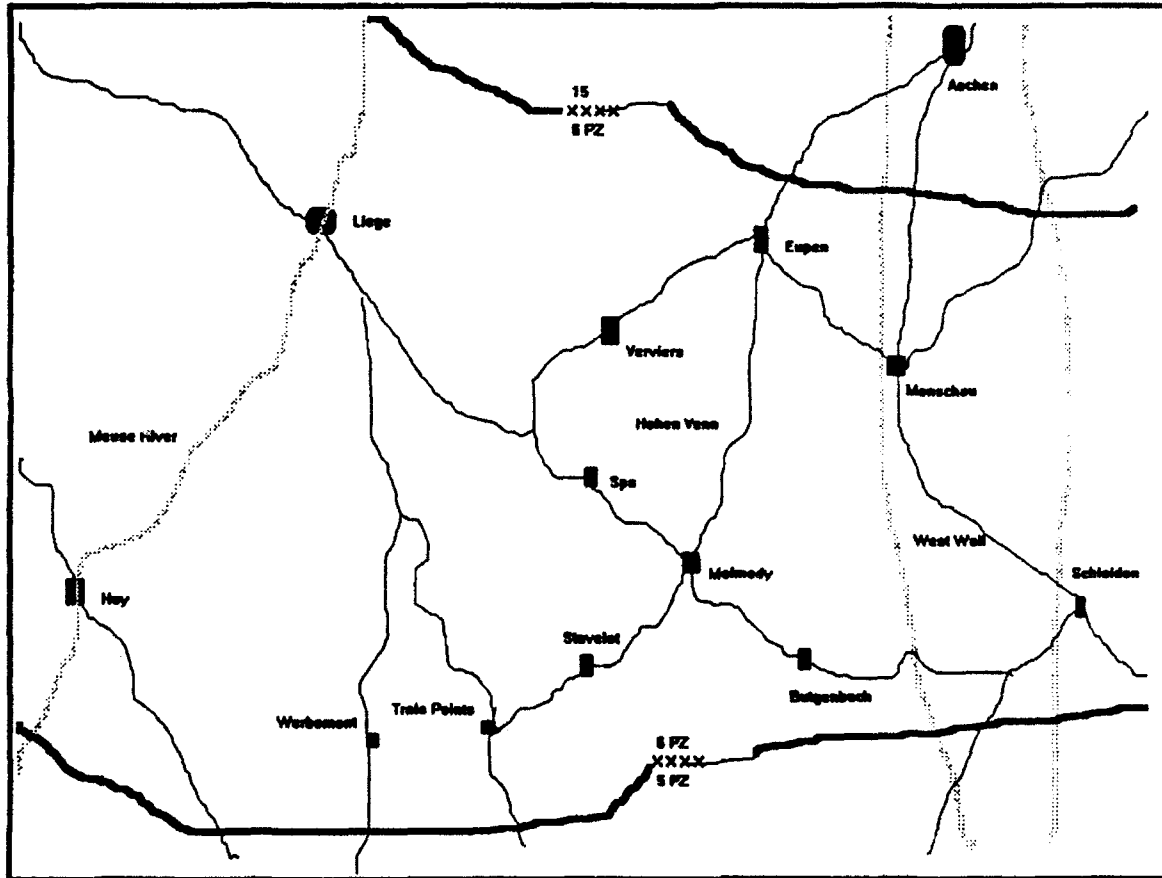 Aachen
15
XXXX
6 PZ
Liege
Eupen
Verviers
Monschau
Hohen Venn
Meuse River
Spa
West Wall
Malmedy
Schleiden
Huy
Stavelot
Butgenbach
Trois Points
Werbomont
6 PZ
XXXX
5 PZ